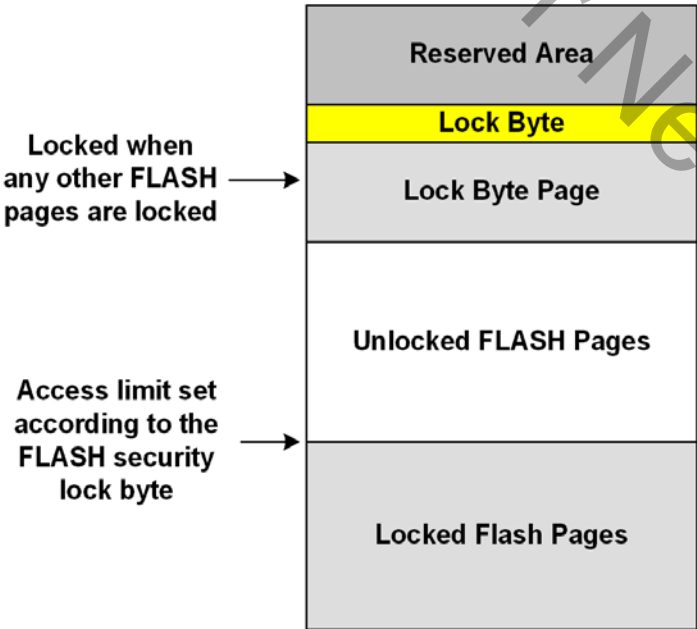 Reserved Area
Lock Byte
Locked when
any other FLASH
pages are locked
Lock Byte Page
Unlocked FLASH Pages
Access limit set
according to the
FLASH security
lock byte
Locked Flash Pages